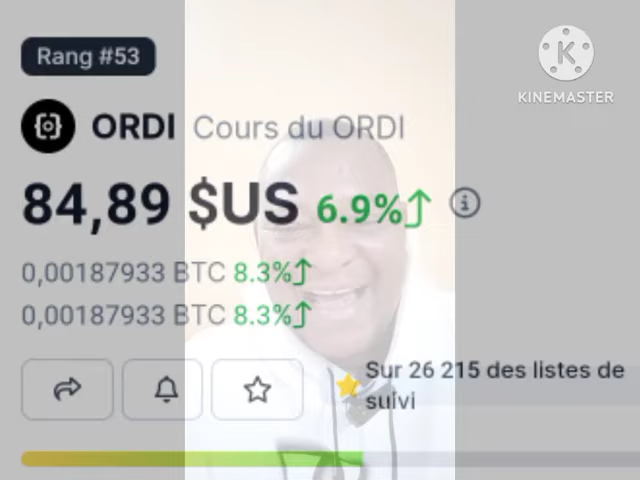 Rang #53
KINEMASTER
ORDI Cours du ORDI
84,89 $US 6.9%
0,00187933 BTC 8.3%
0,00187933 BTC 8.3%
Sur 26 215 des listes de
suivi